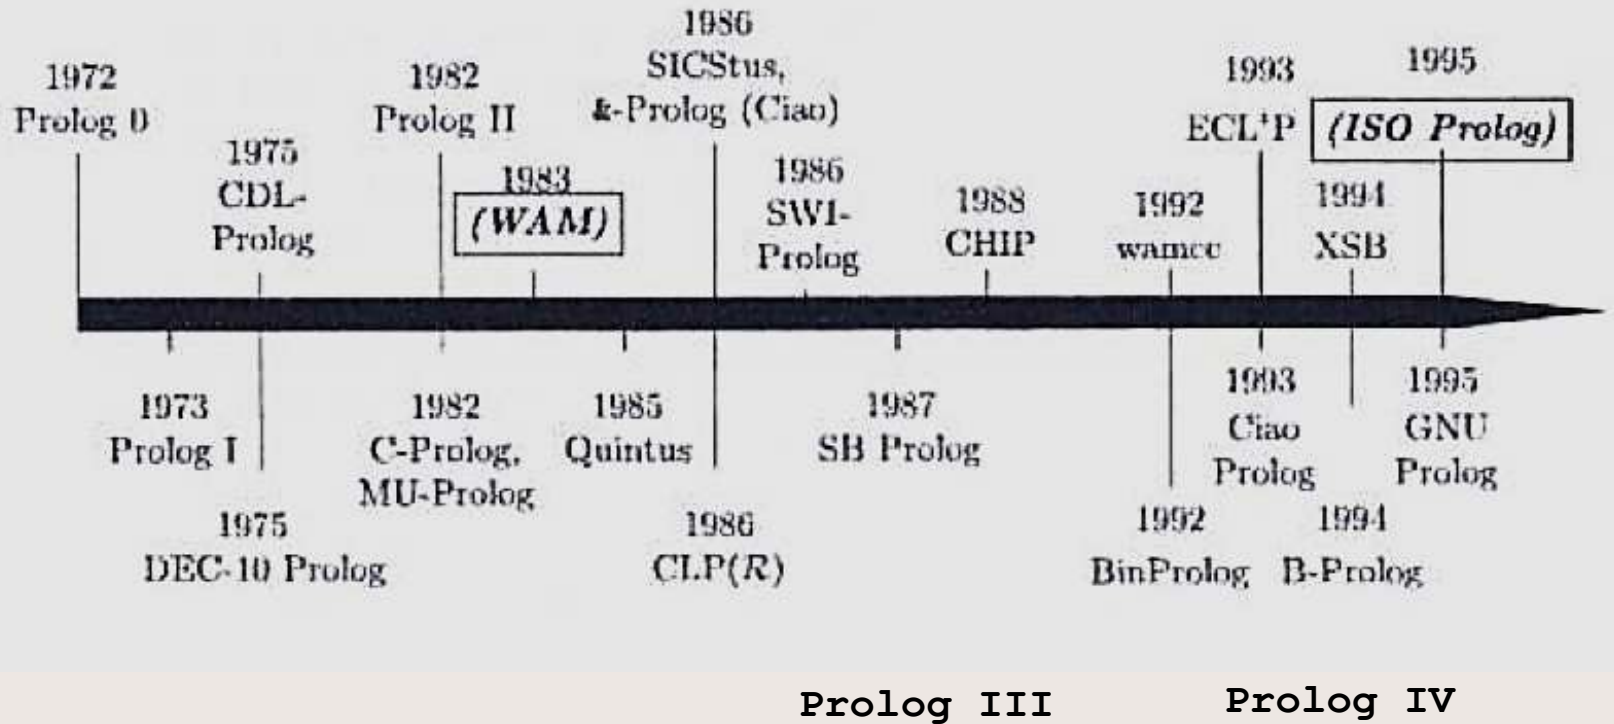 1972
Prolog 0
1975
CDL-
Prolog
1982
Prolog II
1983
(WAM)
1986
SICStus,
&-Prolog (Ciao)
1986
SWI-
Prolog
1988
CHIP
1992
wamcc
1993
1995
(ISO Prolog)
1994
XSB
1973
Prolog I
1975
DEC-10 Prolog
1982
C-Prolog,
MU-Prolog
1985
Quintus
1986
CLP(R)
1987
SB Prolog
1992
BinProlog
1993
Ciao
Prolog
1994
B-Prolog
1995
GNU
Prolog
Prolog III
Prolog IV